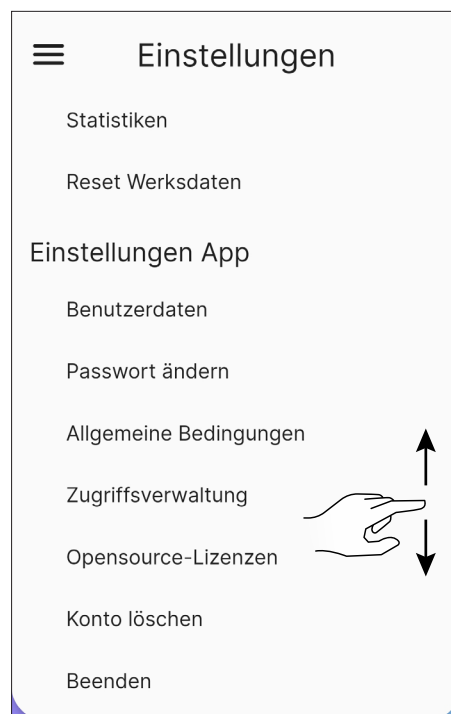 Einstellungen
Statistiken
Reset Werksdaten
Einstellungen App
Benutzerdaten
Passwort ändern
Allgemeine Bedingungen
Zugriffsverwaltung
Opensource-Lizenzen
Konto löschen
Beenden